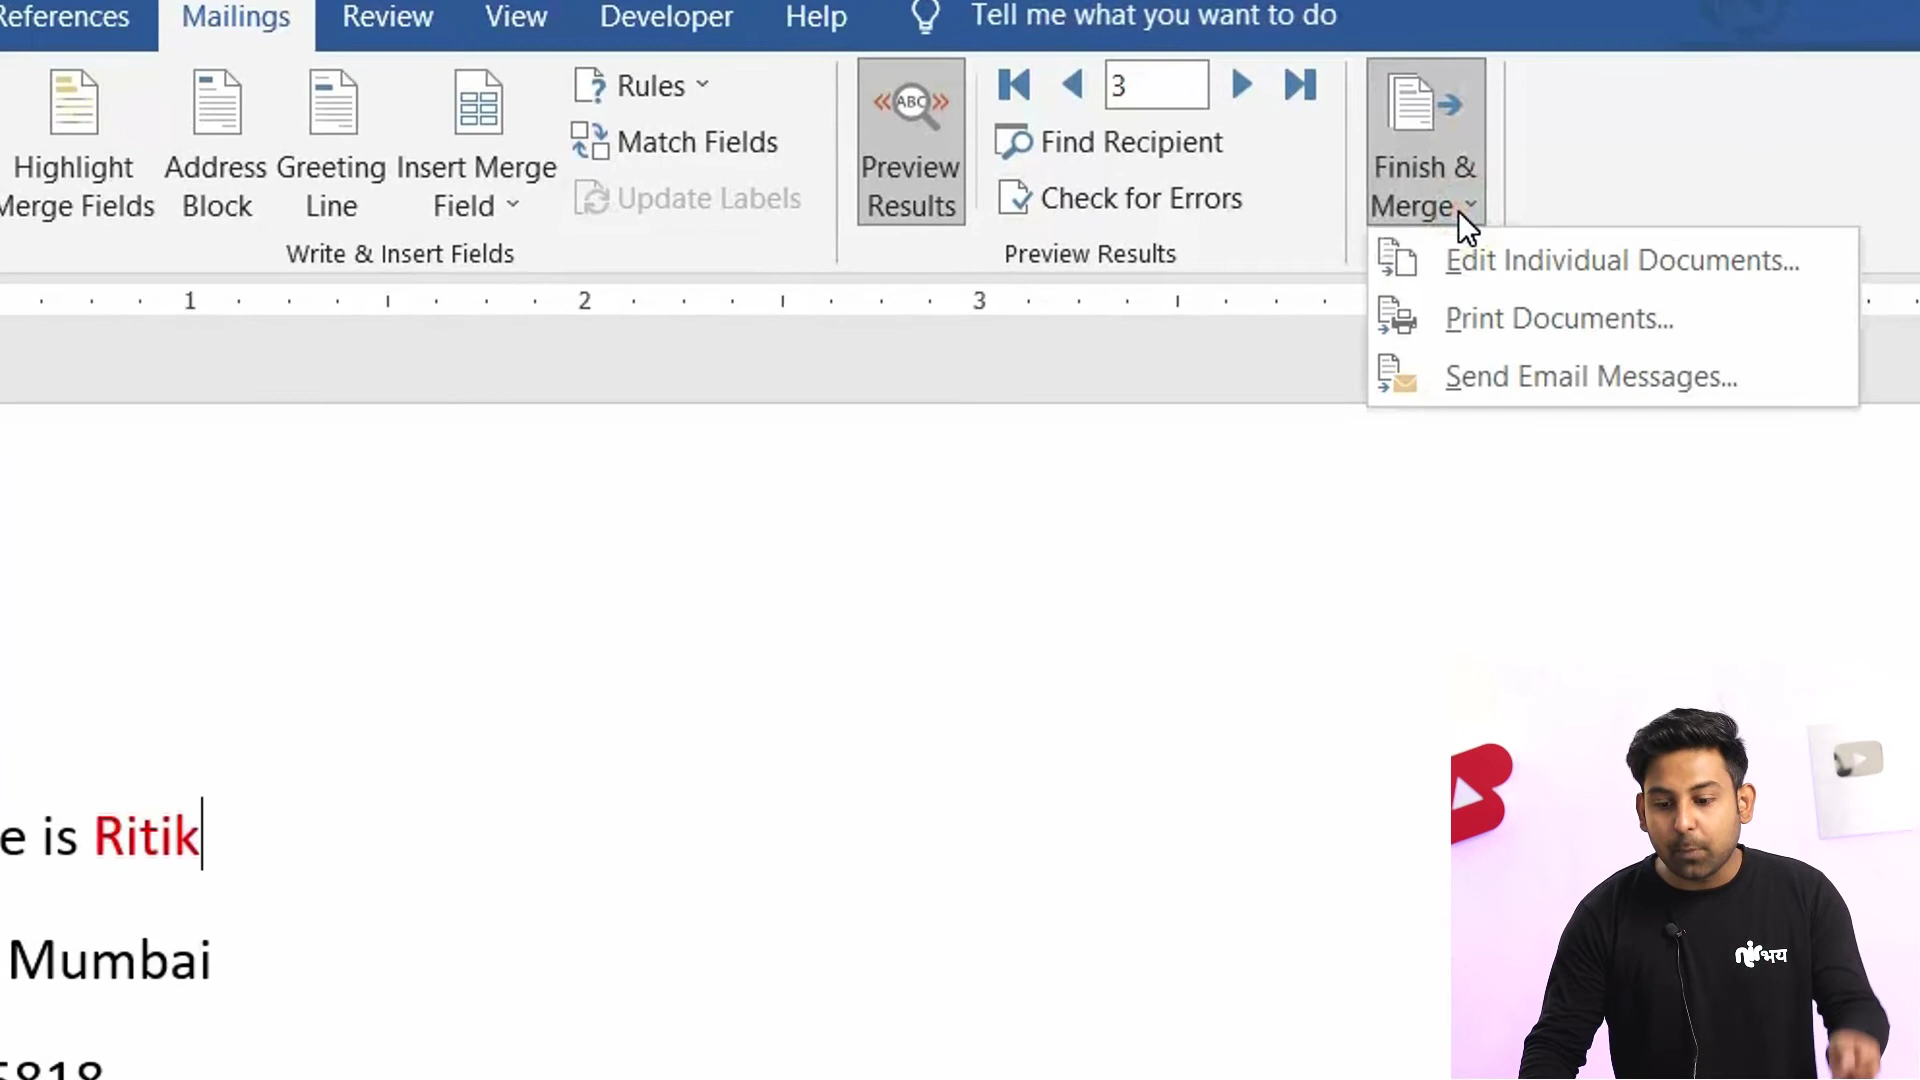 References Mailings Review View Developer Help Tell me what you want to do
Highlight
Merge Fields
Address
Block
Greeting
Line
Insert Merge
Field
Rules
Match Fields
Update Labels
Write & Insert Fields
ABC
Preview
Results
3
Find Recipient
Check for Errors
Preview Results
Finish &
Merge
Edit Individual Documents...
Print Documents...
Send Email Messages...
1 2 3
e is Ritik
Mumbai
5818
nirभय